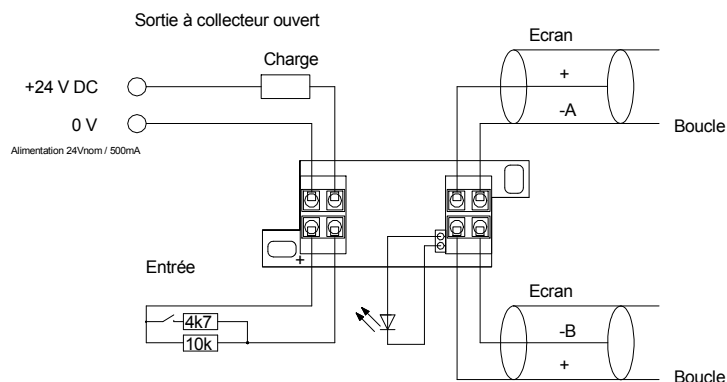 Sortie à collecteur ouvert
Charge
+24 V DC
0 V
Alimentation 24Vnom / 500mA
Ecran
+
-A
Boucle
+
Entrée
4k7
10k
Ecran
-B
+
Boucle